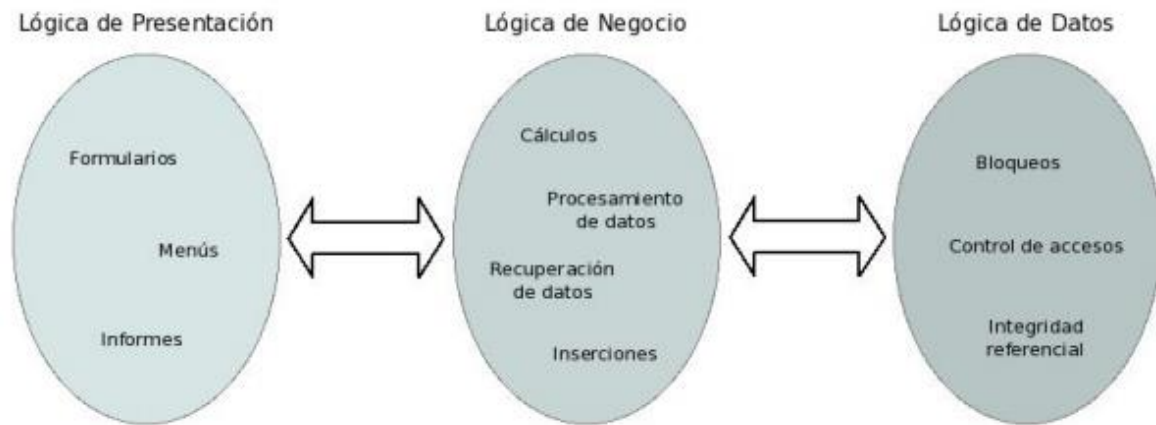 Lógica de Presentación
Formularios
Menús
Informes
Lógica de Negocio
Cálculos
Procesamiento
de datos
Recuperación
de datos
Inserciones
Lógica de Datos
Bloqueos
Control de accesos
Integridad
referencial